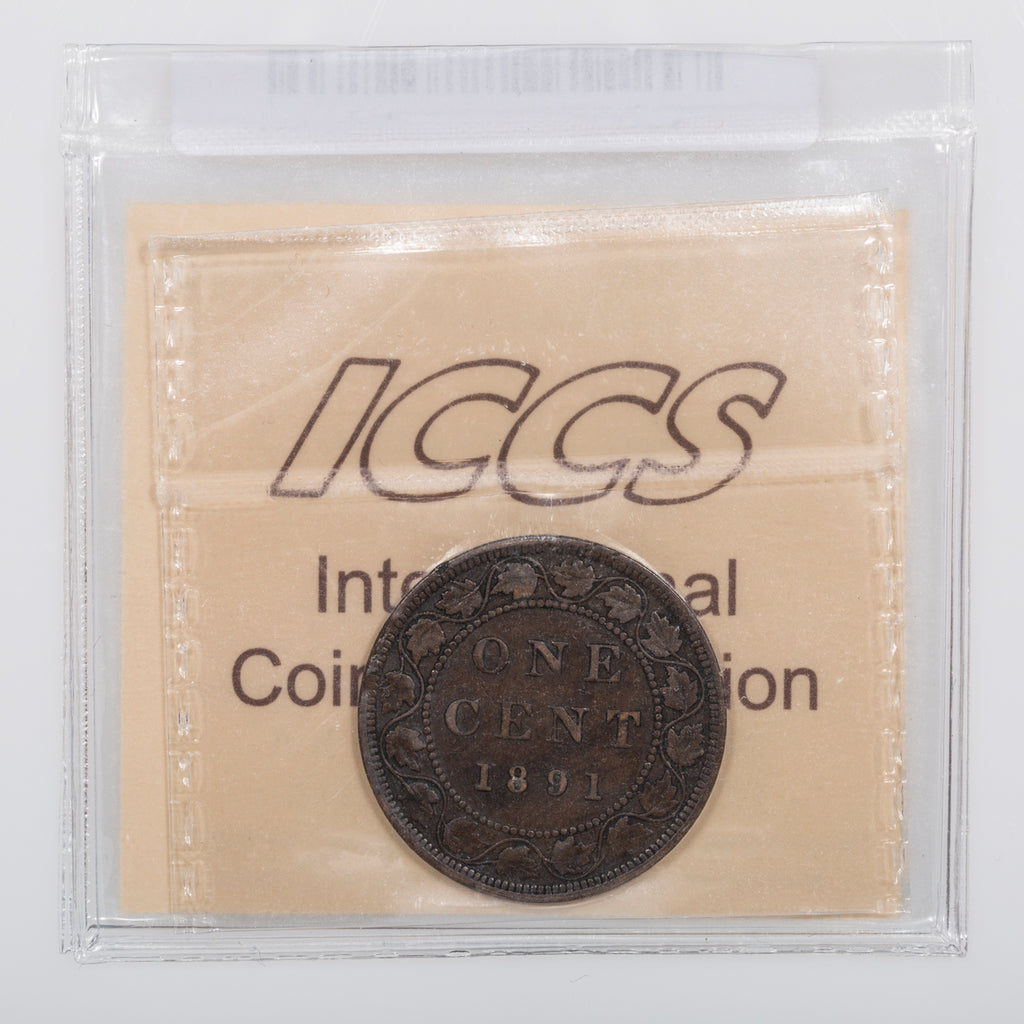 ICCS
Inte al
Coin ion
ONE
CENT
1891